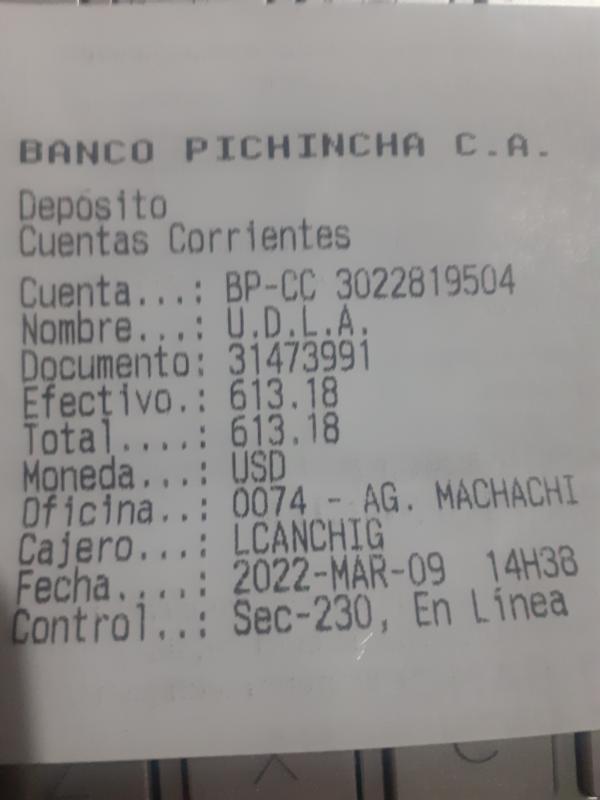 BANCO PICHINCHA C.A.
Depósito
Cuentas Corrientes
Cuenta...: BP-CC 3022819504
Nombre...: U.D.L.A.
Documento: 31473991
Efectivo.: 613.18
Total....: 613.18
Moneda...: USD
Oficina..: 0074 - AG. MACHACHI
Cajero...: LCANCHIG
Fecha....: 2022-MAR-09 14H38
Control..: Sec-230, En Línea